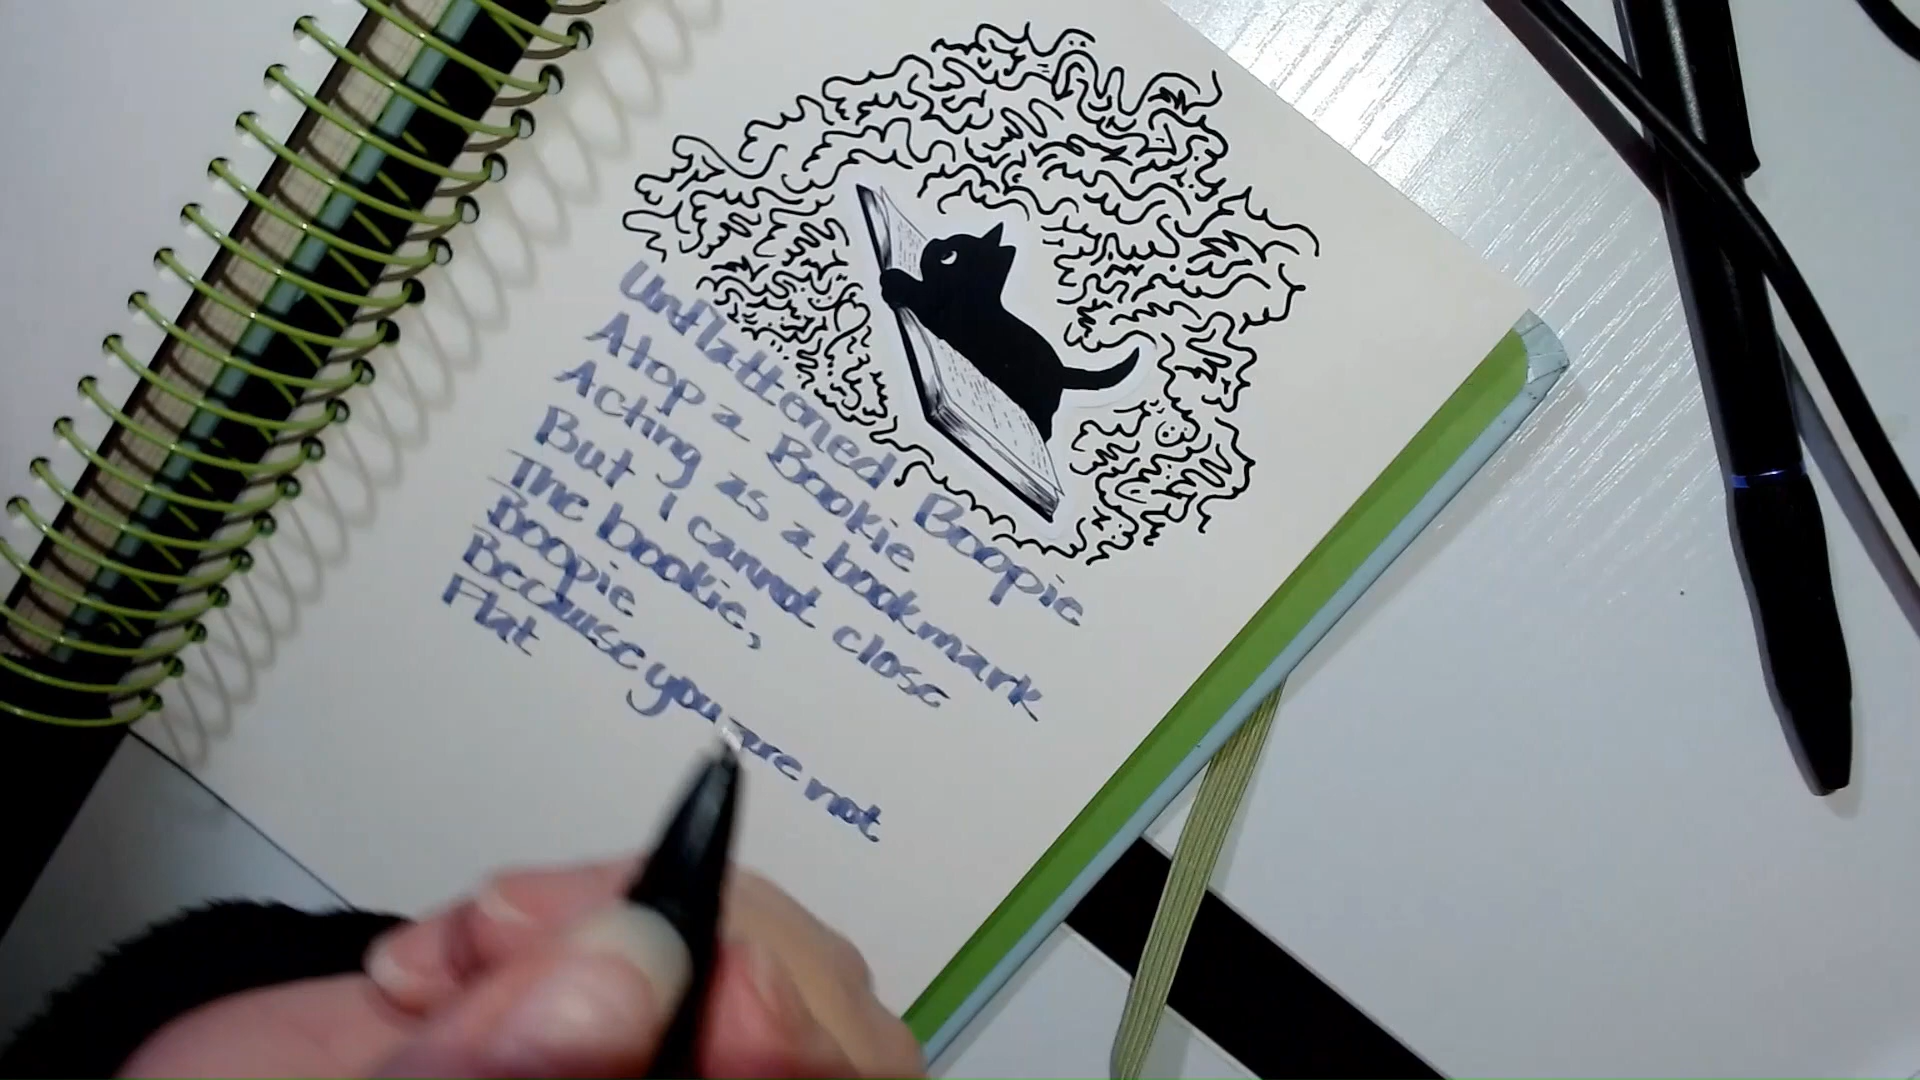 Unflattened Boopie
Atop a Bookie
Acting as a bookmark
But I cannot close
The bookie,
Boopie
Because you are not
Flat